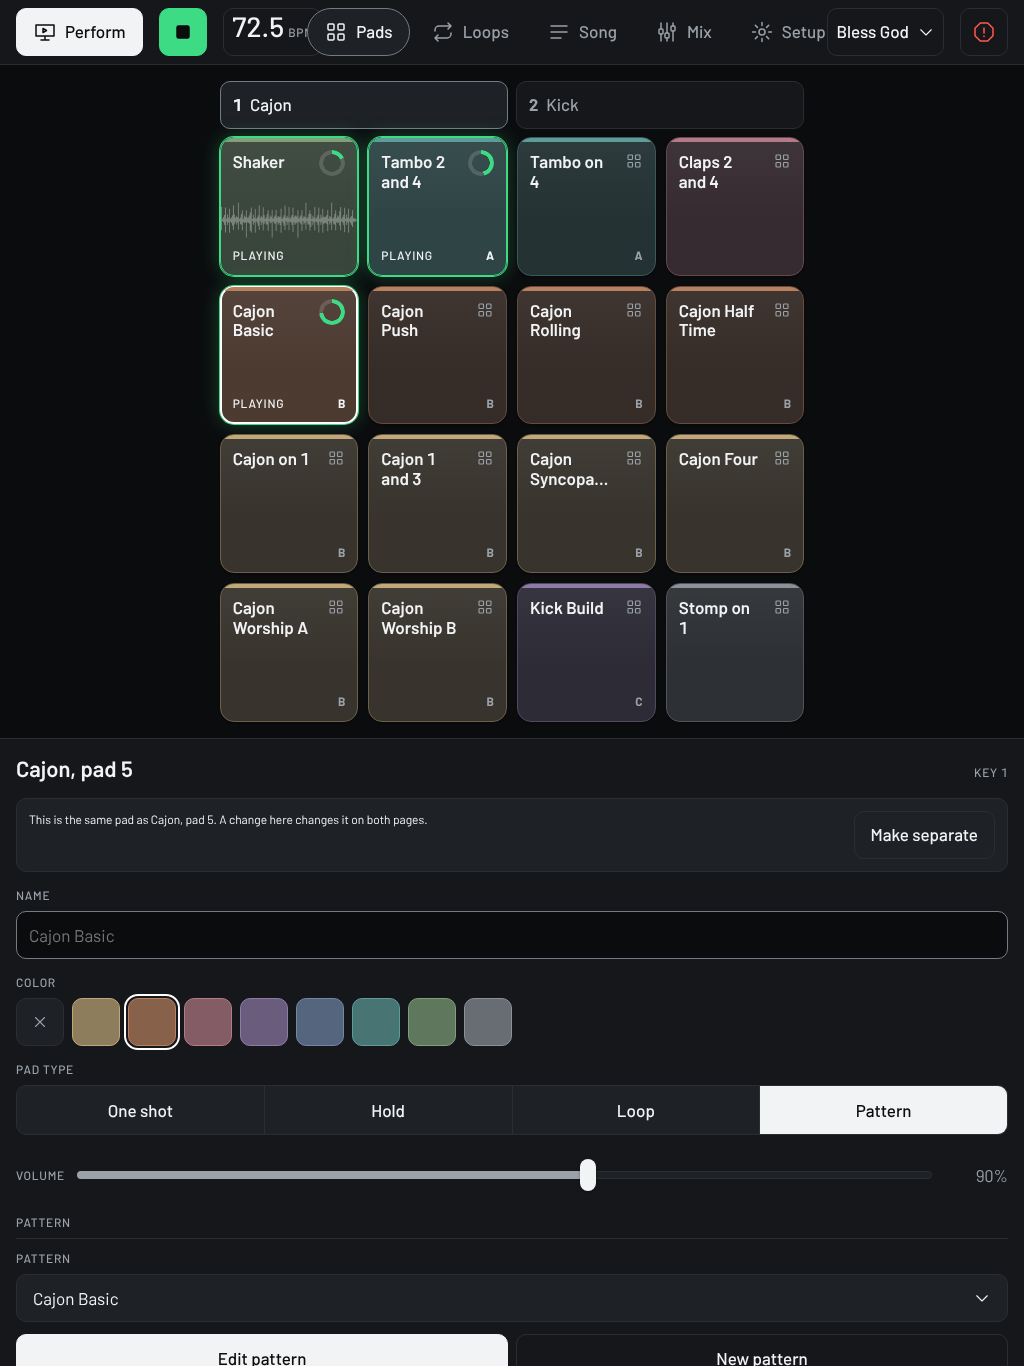 Perform
72.5 BPM
Pads
Loops
Song
Mix
Setup
Bless God
1 Cajon
2 Kick
Shaker
PLAYING
Tambo 2
and 4
PLAYING A
Tambo on
4
A
Claps 2
and 4
Cajon
Basic
PLAYING B
Cajon
Push
B
Cajon
Rolling
B
Cajon Half
Time
B
Cajon on 1
B
Cajon 1
and 3
B
Cajon
Syncopa...
B
Cajon Four
B
Cajon
Worship A
B
Cajon
Worship B
B
Kick Build
C
Stomp on
1
Cajon, pad 5
KEY 1
This is the same pad as Cajon, pad 5. A change here changes it on both pages.
Make separate
NAME
Cajon Basic
COLOR
PAD TYPE
One shot
Hold
Loop
Pattern
VOLUME
90%
PATTERN
PATTERN
Cajon Basic
Edit pattern
New pattern